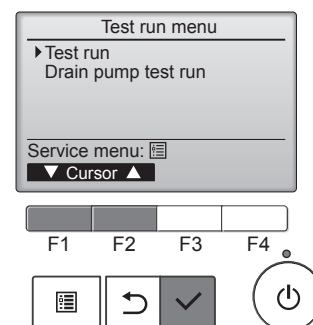 Test run menu
Test run
Drain pump test run
Service menu:
▼ Cursor ▲
F1 F2 F3 F4